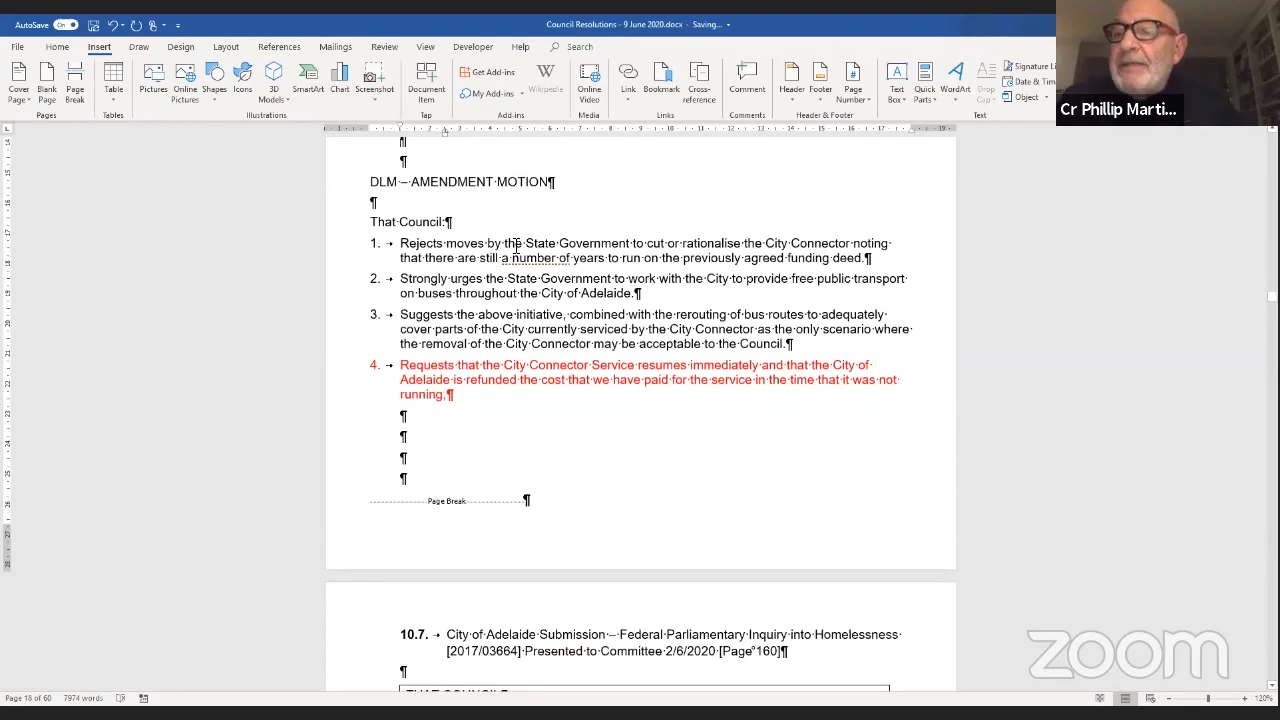 AutoSave On Council Resolutions - 9 June 2020.docx - Saving...
File Home Insert Draw Design Layout References Mailings Review View Developer Help Search
Cover Page Blank Page Page Break Table Pictures Online Pictures Shapes Icons 3D Models SmartArt Chart Screenshot Document Item Get Add-ins My Add-ins Wikipedia Online Video Link Bookmark Cross-reference Comment Header Footer Page Number Text Box Quick Parts WordArt Drop Cap Signature Li Date & Tim Object
Pages Tables Illustrations Add-ins Media Links Comments Header & Footer Text
Cr Phillip Marti...
DLM – AMENDMENT MOTION¶
¶
That Council:¶
1. Rejects moves by the State Government to cut or rationalise the City Connector noting
that there are still a number of years to run on the previously agreed funding deed.¶
2. Strongly urges the State Government to work with the City to provide free public transport
on buses throughout the City of Adelaide.¶
3. Suggests the above initiative, combined with the rerouting of bus routes to adequately
cover parts of the City currently serviced by the City Connector as the only scenario where
the removal of the City Connector may be acceptable to the Council.¶
4. Requests that the City Connector Service resumes immediately and that the City of
Adelaide is refunded the cost that we have paid for the service in the time that it was not
running,¶
¶
¶
¶
¶
Page Break ¶
10.7. City of Adelaide Submission – Federal Parliamentary Inquiry into Homelessness
[2017/03664] Presented to Committee 2/6/2020 [Page 160]¶
¶
THAT COUNCIL¶
zoom
Page 18 of 60 7974 words 120%